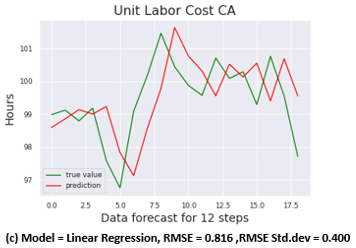 Unit Labor Cost CA
Hours
101
100
99
98
97
true value
prediction
0.0 2.5 5.0 7.5 10.0 12.5 15.0 17.5
Data forecast for 12 steps
(c) Model = Linear Regression, RMSE = 0.816 ,RMSE Std.dev = 0.400